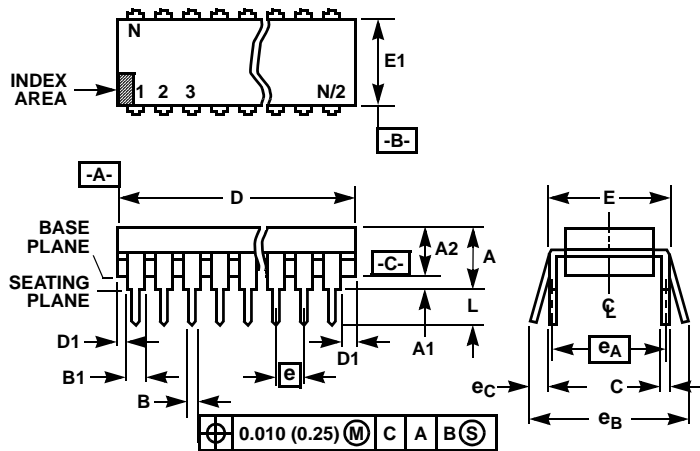 N
E1
INDEX
AREA
1 2 3 N/2
-B-
-A-
D E
BASE
PLANE
A2 A
-C-
SEATING
PLANE
L
℄
D1 A1 D1 eA
B1 e eC C
B eB
⌖ 0.010 (0.25) Ⓜ C A B Ⓢ